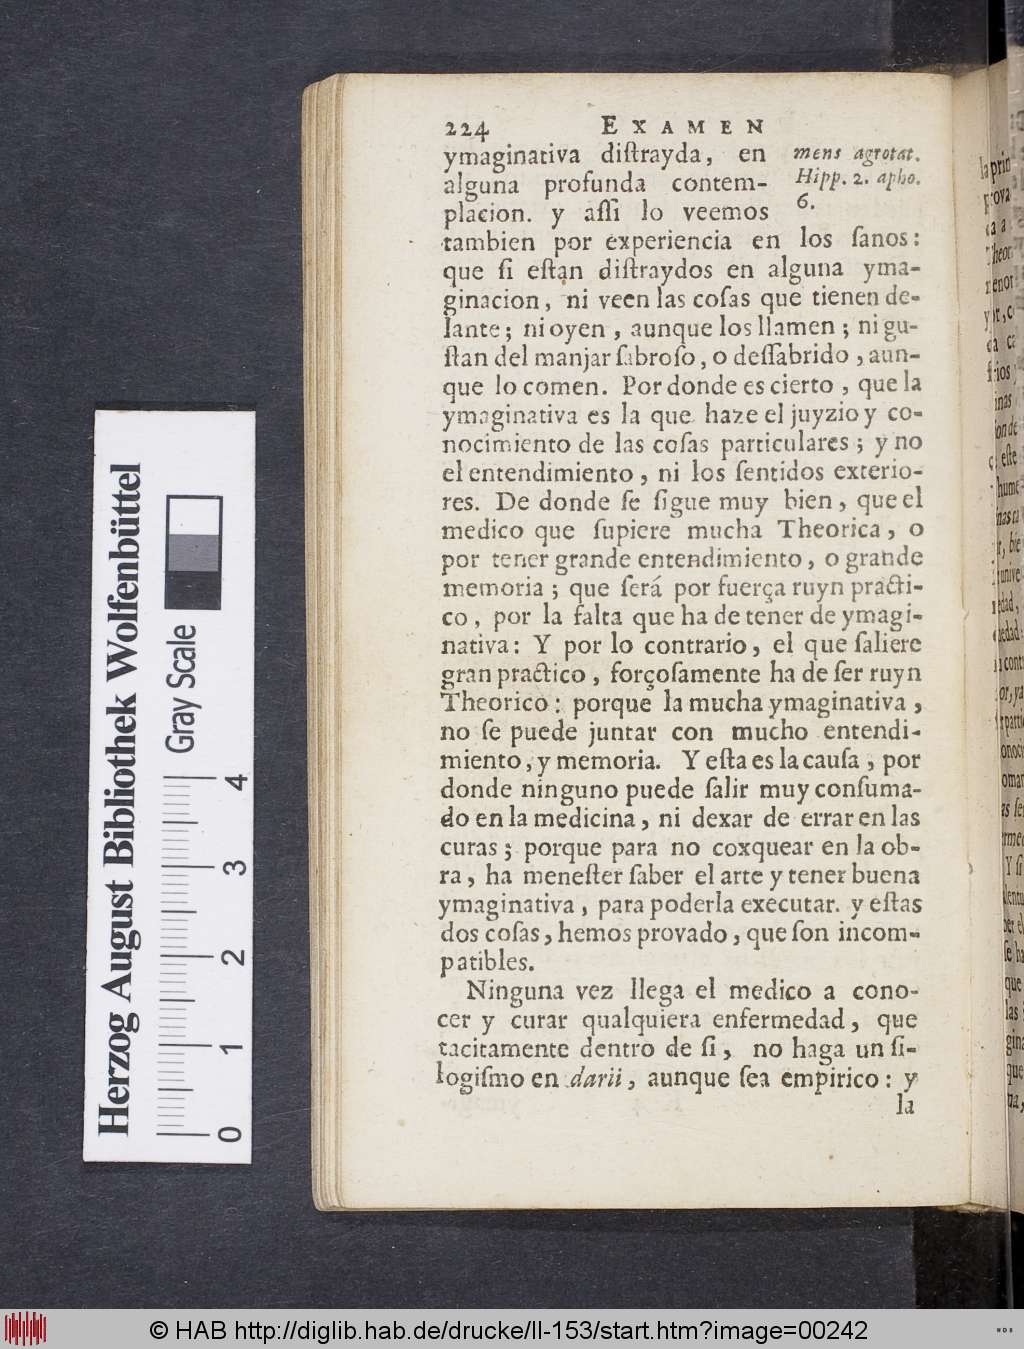 224 EXAMEN
ymaginativa diſtrayda, en
alguna profunda contem-
placion. y aſſi lo veemos
mens agrotat.
Hipp. 2. apho.
6.
tambien por experiencia en los ſanos:
que ſi eſtan diſtraydos en alguna yma-
ginacion, ni veen las coſas que tienen de-
lante; ni oyen, aunque los llamen; ni gu-
ſtan del manjar ſabroſo, o deſſabrido, aun-
que lo comen. Por donde es cierto, que la
ymaginativa es la que haze el juyzio y co-
nocimiento de las coſas particulares; y no
el entendimiento, ni los ſentidos exterio-
res. De donde ſe ſigue muy bien, que el
medico que ſupiere mucha Theorica, o
por tener grande entendimiento, o grande
memoria; que ſerá por fuerça ruyn practi-
co, por la falta que ha de tener de ymagi-
nativa: Y por lo contrario, el que ſaliere
gran practico, forçoſamente ha de ſer ruyn
Theorico: porque la mucha ymaginativa,
no ſe puede juntar con mucho entendi-
miento, y memoria. Y eſta es la cauſa, por
donde ninguno puede ſalir muy conſuma-
do en la medicina, ni dexar de errar en las
curas; porque para no coxquear en la ob-
ra, ha meneſter ſaber el arte y tener buena
ymaginativa, para poderla executar. y eſtas
dos coſas, hemos provado, que ſon incom-
patibles.
Ninguna vez llega el medico a cono-
cer y curar qualquiera enfermedad, que
tacitamente dentro de ſi, no haga un ſi-
logiſmo en darii, aunque ſea empirico: y
la
Herzog August Bibliothek Wolfenbüttel
Gray Scale
0 1 2 3 4
© HAB http://diglib.hab.de/drucke/ll-153/start.htm?image=00242